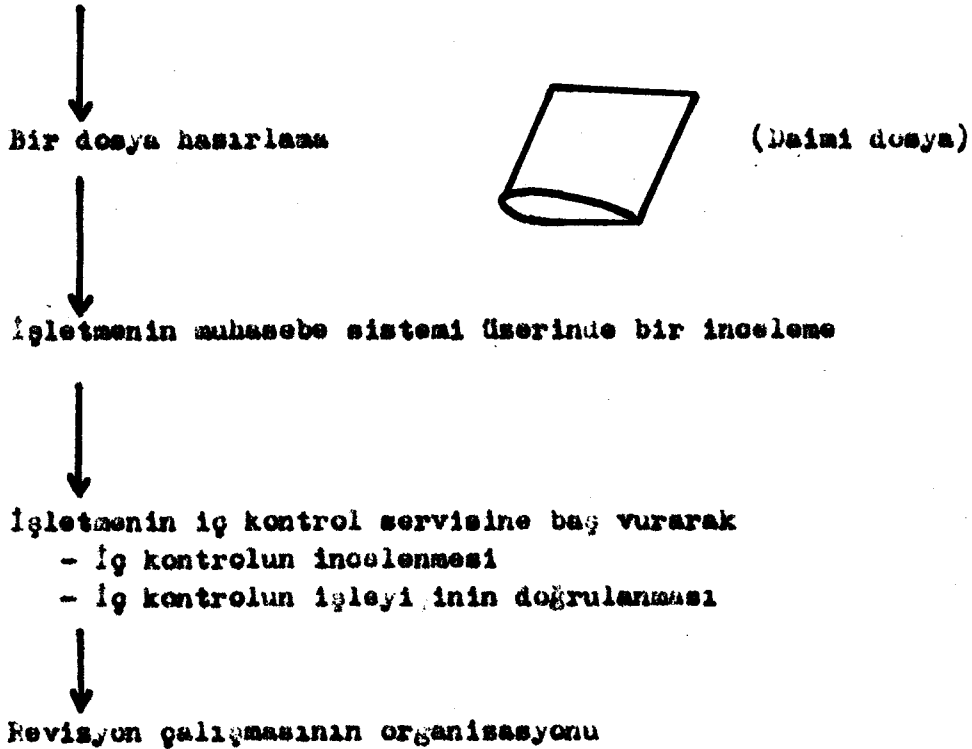 Bir dosya hazırlama (Daimi dosya)
İşletmenin muhasebe sistemi üzerinde bir inceleme
İşletmenin iç kontrol servisine baş vurarak
- İç kontrolun incelenmesi
- İç kontrolun işleyişinin doğrulanması
Revizyon çalışmasının organizasyonu